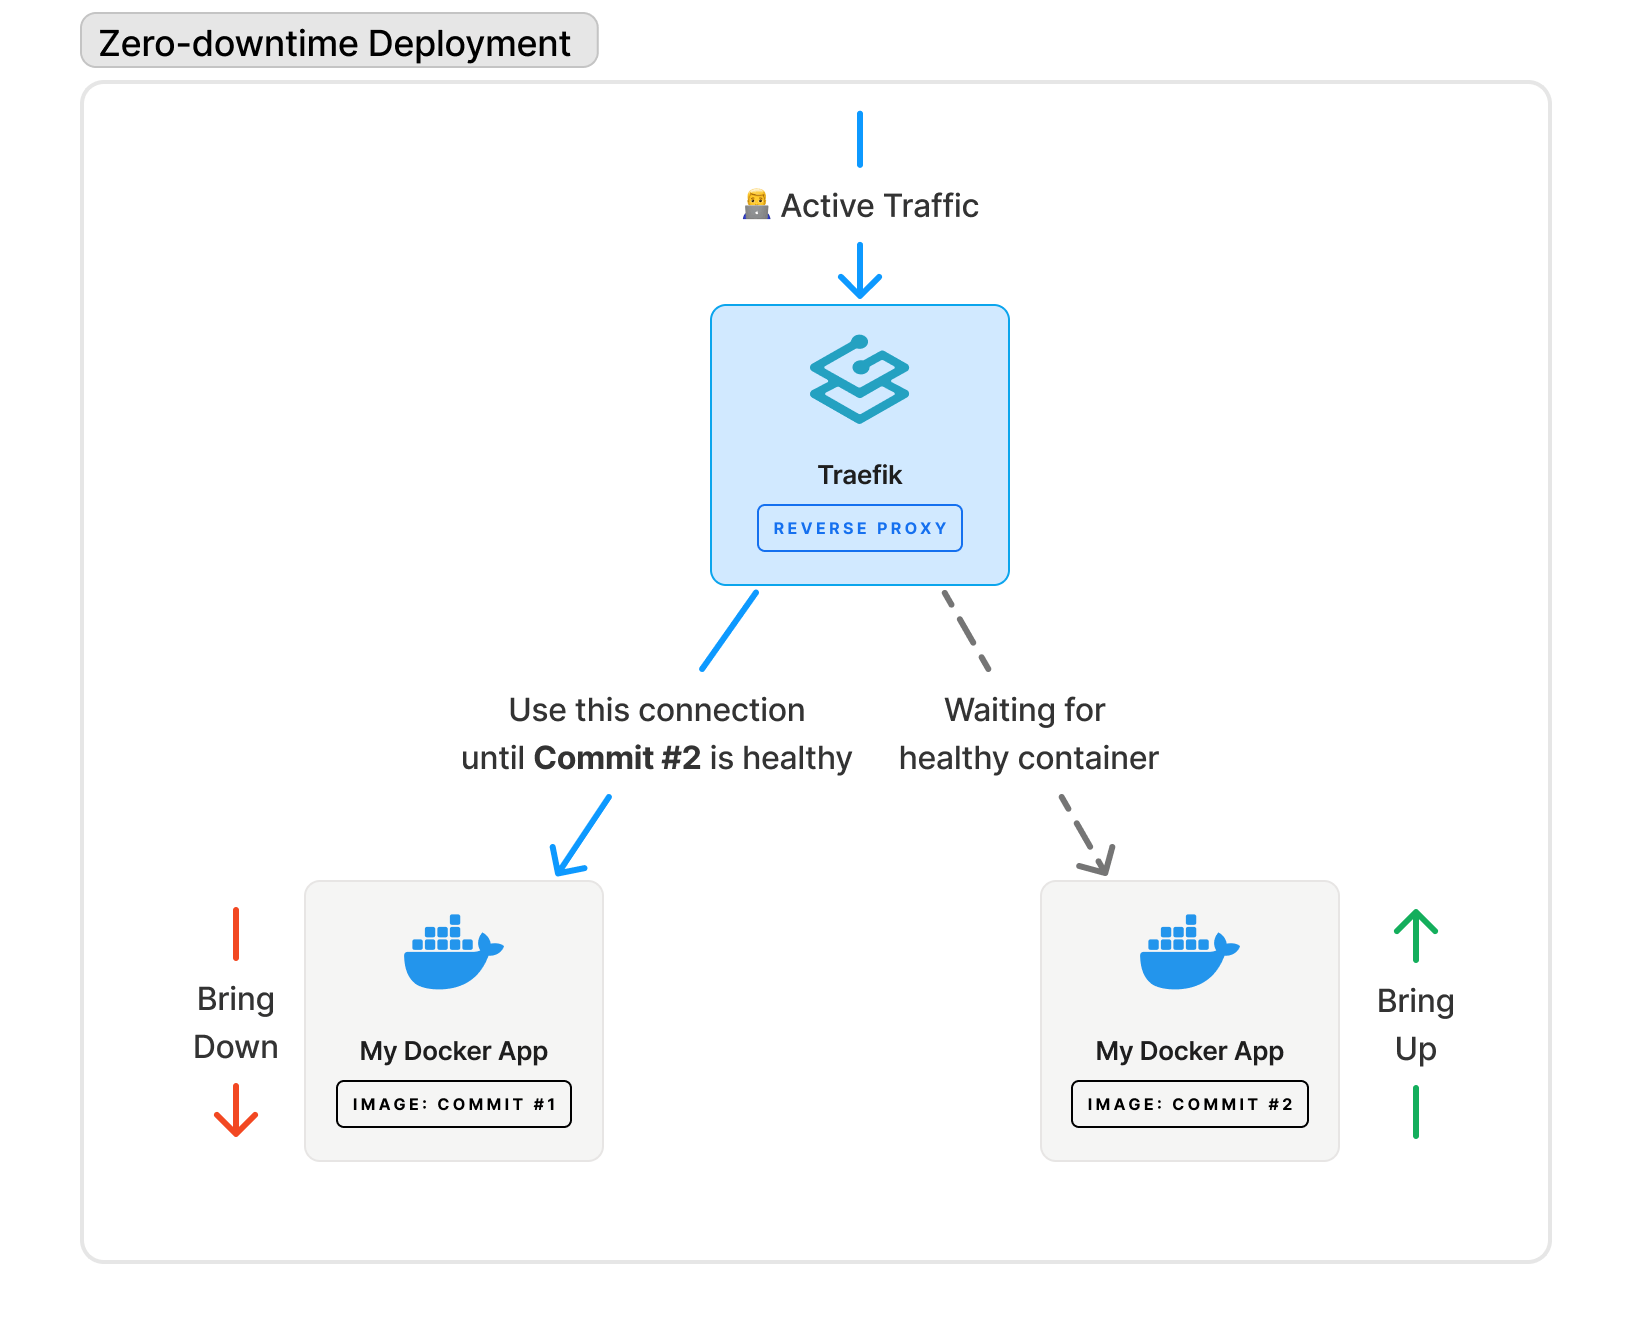 Zero-downtime Deployment
Active Traffic
Traefik
REVERSE PROXY
Use this connection
until Commit #2 is healthy
Waiting for
healthy container
Bring
Down
My Docker App
IMAGE: COMMIT #1
My Docker App
IMAGE: COMMIT #2
Bring
Up